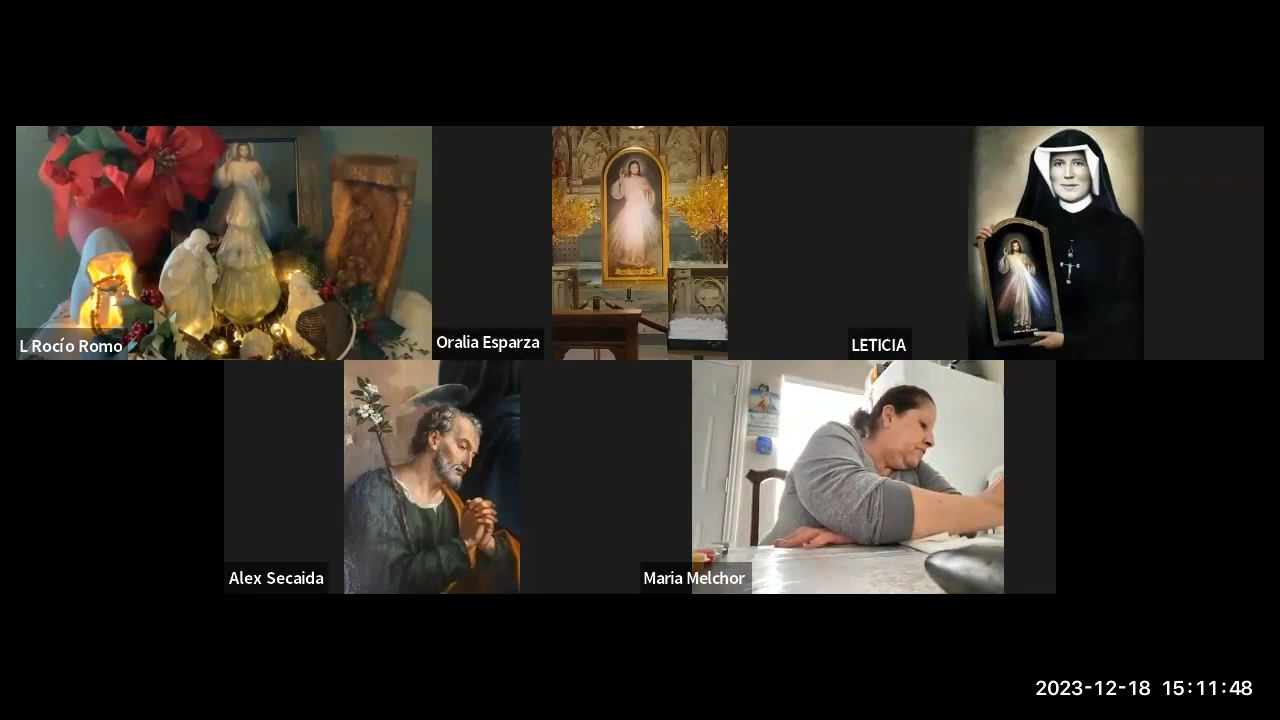 L Rocío Romo
Oralia Esparza
LETICIA
Alex Secaida
Maria Melchor
2023-12-18 15:11:48